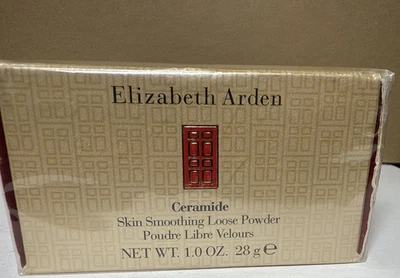 Elizabeth Arden
Ceramide
Skin Smoothing Loose Powder
Poudre Libre Velours
NET WT. 1.0 OZ. 28 g ℮